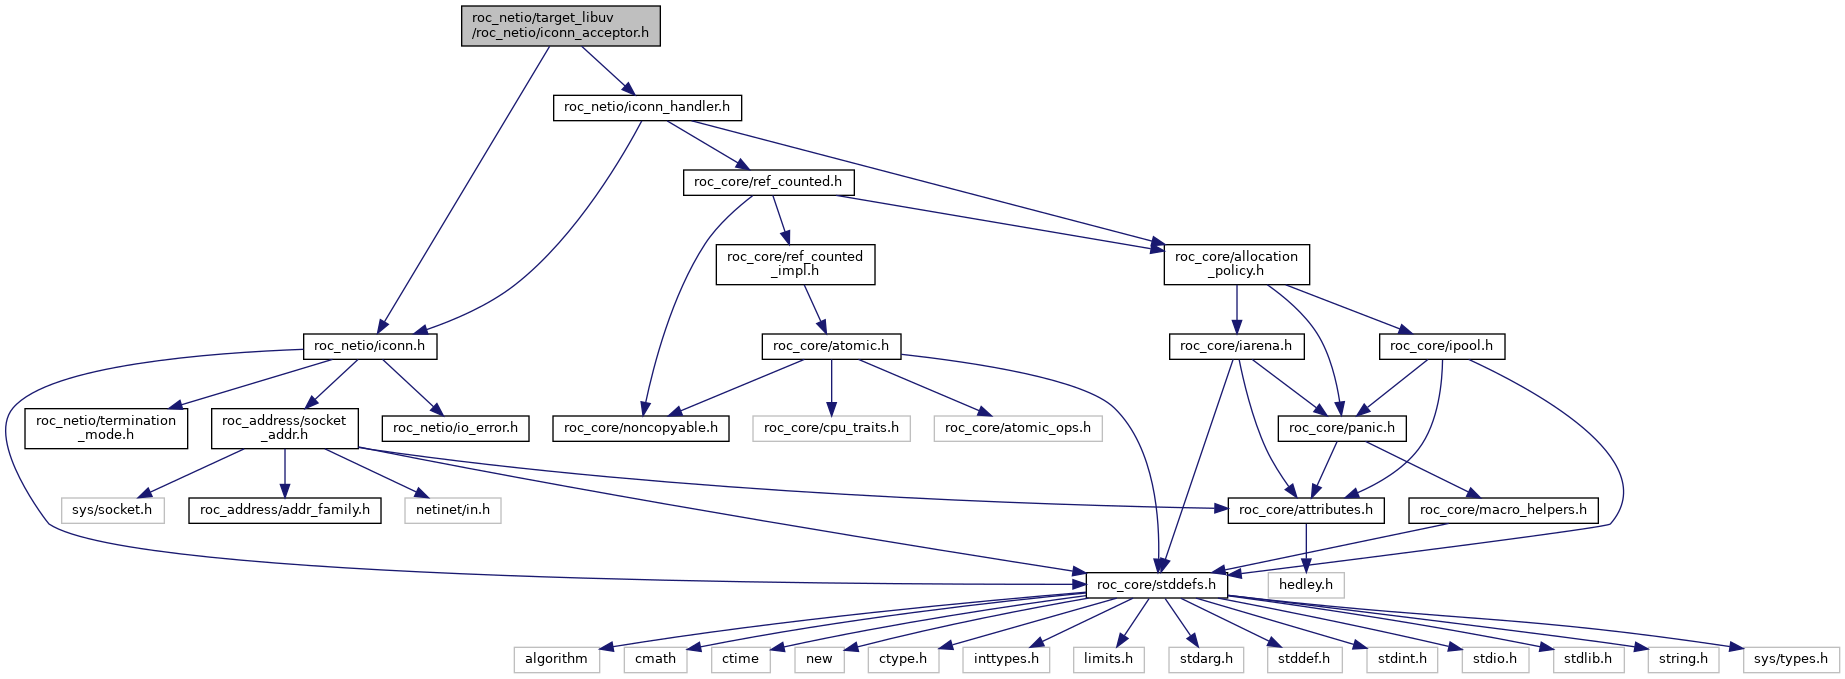 roc_netio/target_libuv
/roc_netio/iconn_acceptor.h
roc_netio/iconn_handler.h
roc_core/ref_counted.h
roc_core/ref_counted
_impl.h
roc_core/allocation
_policy.h
roc_netio/iconn.h
roc_core/atomic.h
roc_core/iarena.h
roc_core/ipool.h
roc_netio/termination
_mode.h
roc_address/socket
_addr.h
roc_netio/io_error.h
roc_core/noncopyable.h
roc_core/cpu_traits.h
roc_core/atomic_ops.h
roc_core/panic.h
sys/socket.h
roc_address/addr_family.h
netinet/in.h
roc_core/attributes.h
roc_core/macro_helpers.h
roc_core/stddefs.h
hedley.h
algorithm
cmath
ctime
new
ctype.h
inttypes.h
limits.h
stdarg.h
stddef.h
stdint.h
stdio.h
stdlib.h
string.h
sys/types.h